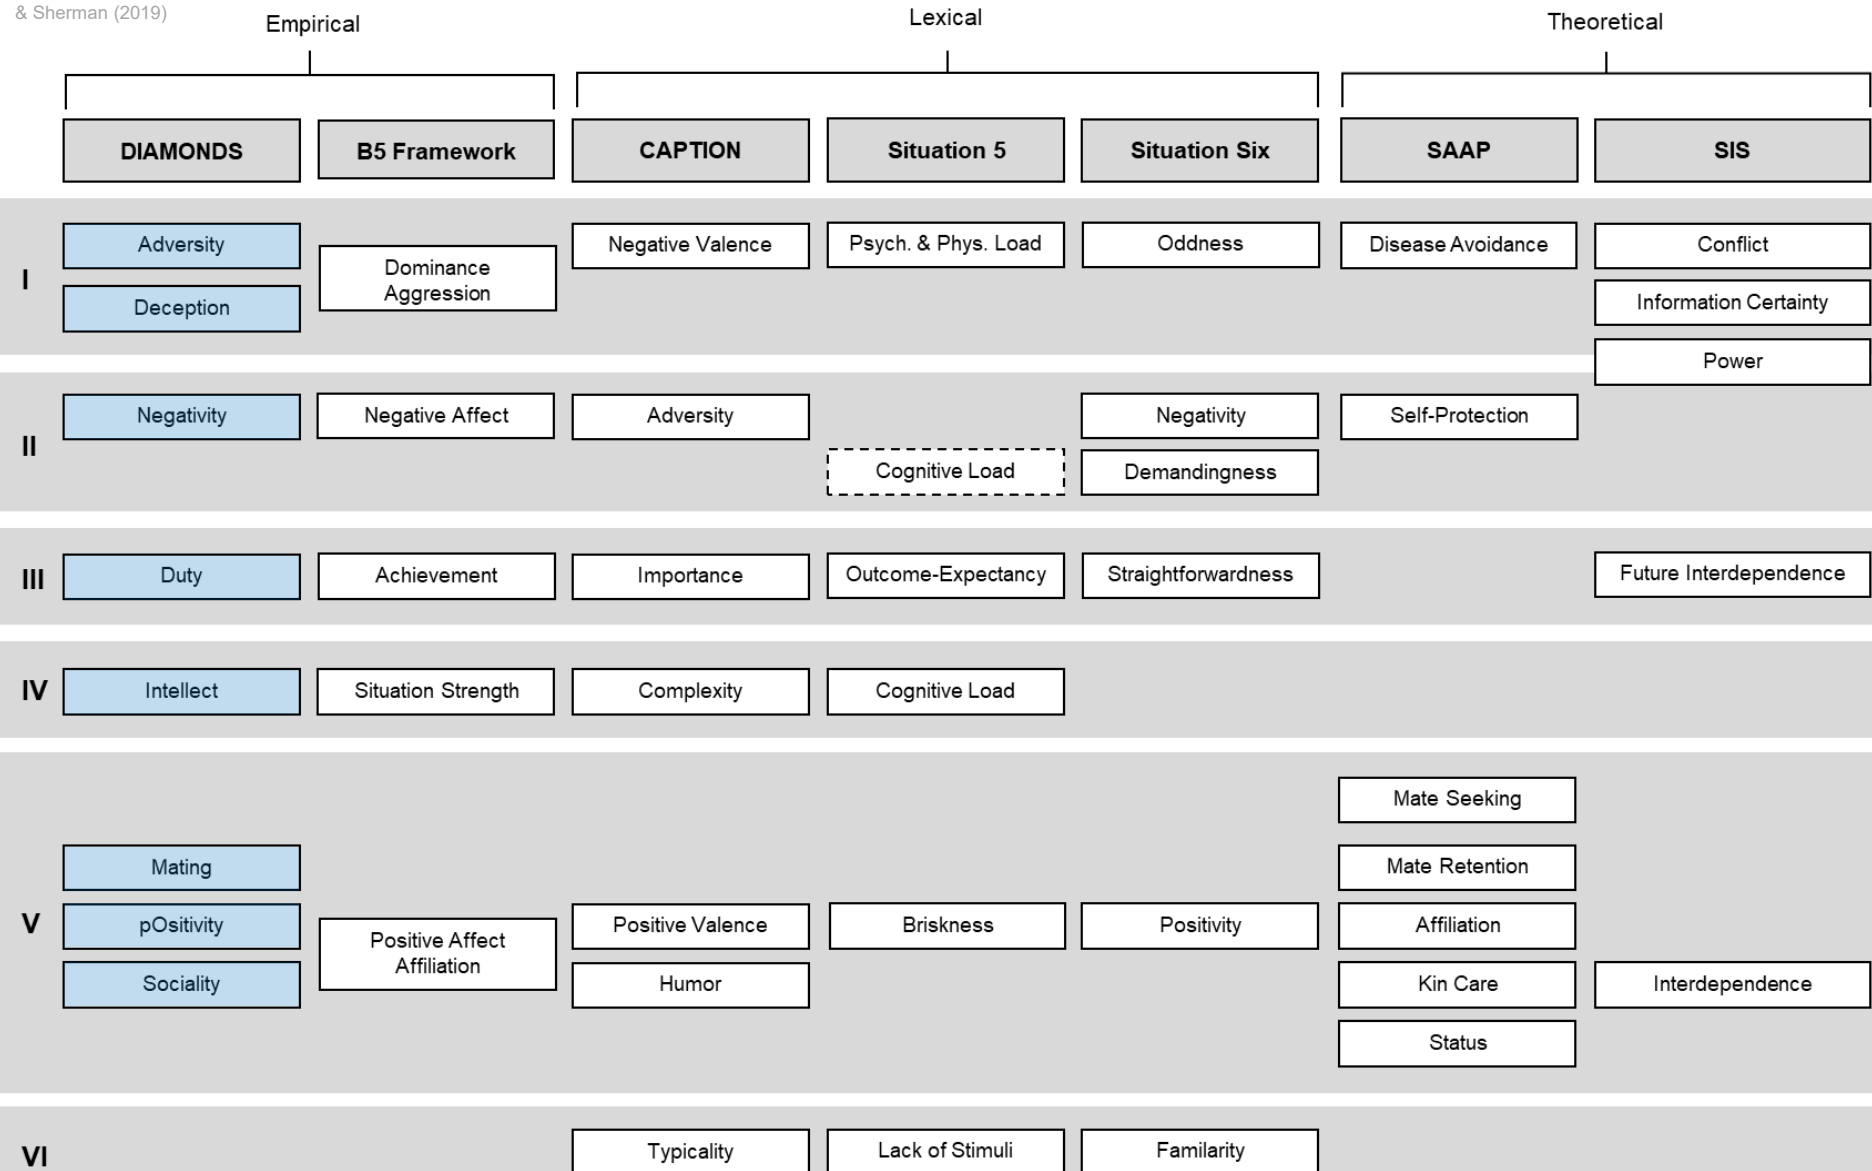 & Sherman (2019)
Empirical
Lexical
Theoretical
DIAMONDS
B5 Framework
CAPTION
Situation 5
Situation Six
SAAP
SIS
I
Adversity
Deception
Dominance
Aggression
Negative Valence
Psych. & Phys. Load
Oddness
Disease Avoidance
Conflict
Information Certainty
Power
II
Negativity
Negative Affect
Adversity
Cognitive Load
Negativity
Demandingness
Self-Protection
III
Duty
Achievement
Importance
Outcome-Expectancy
Straightforwardness
Future Interdependence
IV
Intellect
Situation Strength
Complexity
Cognitive Load
V
Mating
pOsitivity
Sociality
Positive Affect
Affiliation
Positive Valence
Humor
Briskness
Positivity
Mate Seeking
Mate Retention
Affiliation
Kin Care
Status
Interdependence
VI
Typicality
Lack of Stimuli
Familarity